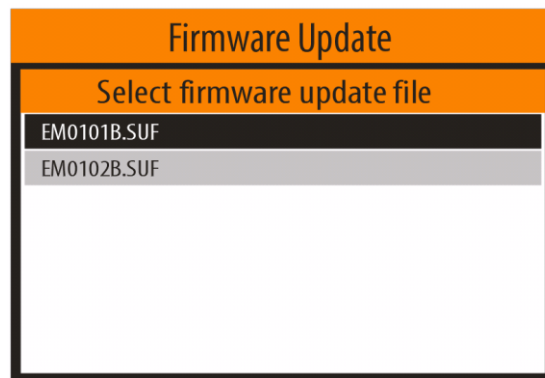 Firmware Update
Select firmware update file
EM0101B.SUF
EM0102B.SUF